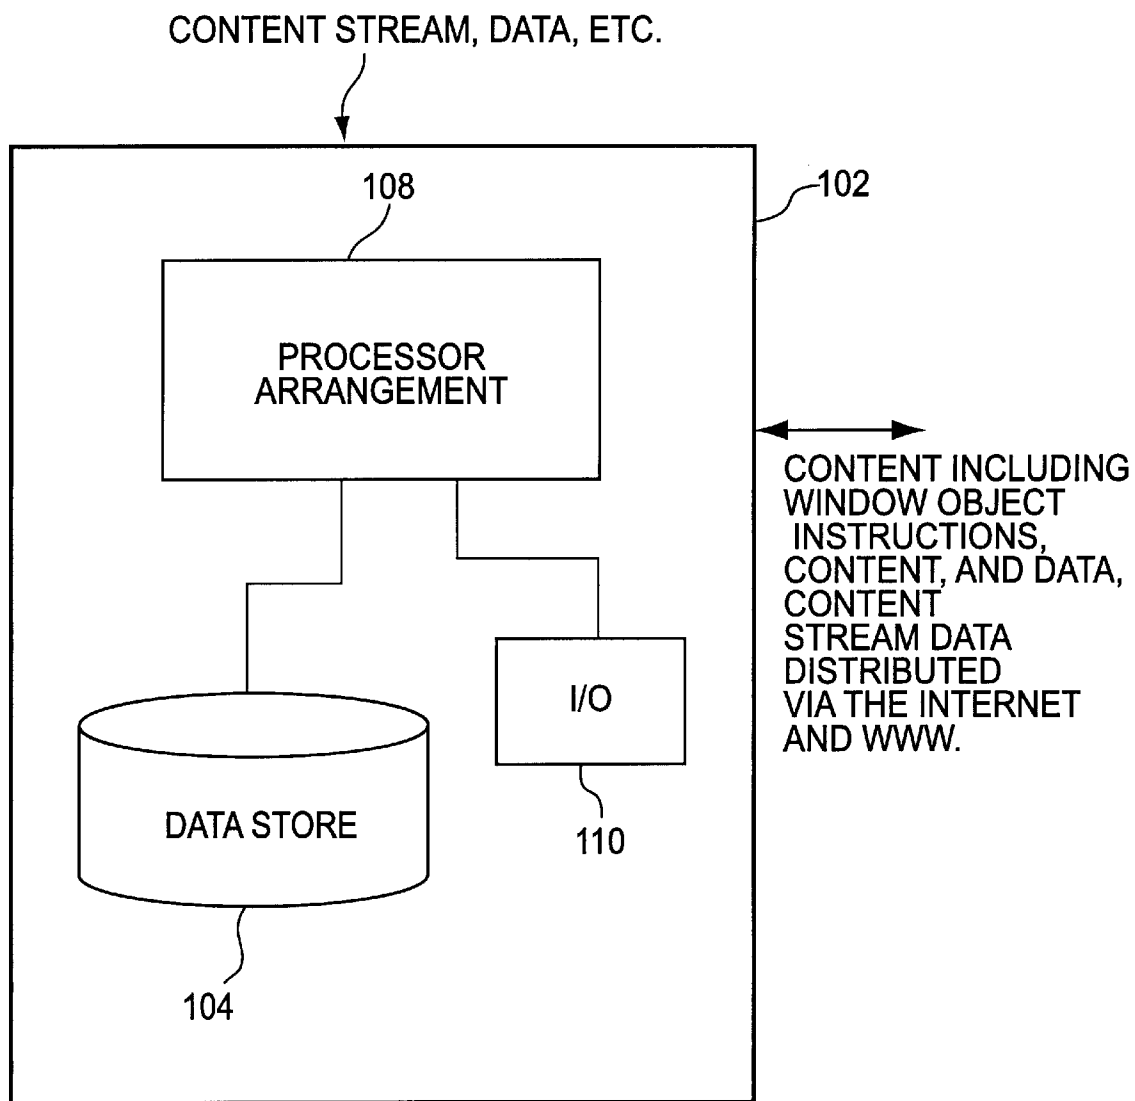 CONTENT STREAM, DATA, ETC.
108
102
PROCESSOR
ARRANGEMENT
CONTENT INCLUDING
WINDOW OBJECT
INSTRUCTIONS,
CONTENT, AND DATA,
CONTENT
STREAM DATA
DISTRIBUTED
VIA THE INTERNET
AND WWW.
I/O
110
DATA STORE
104